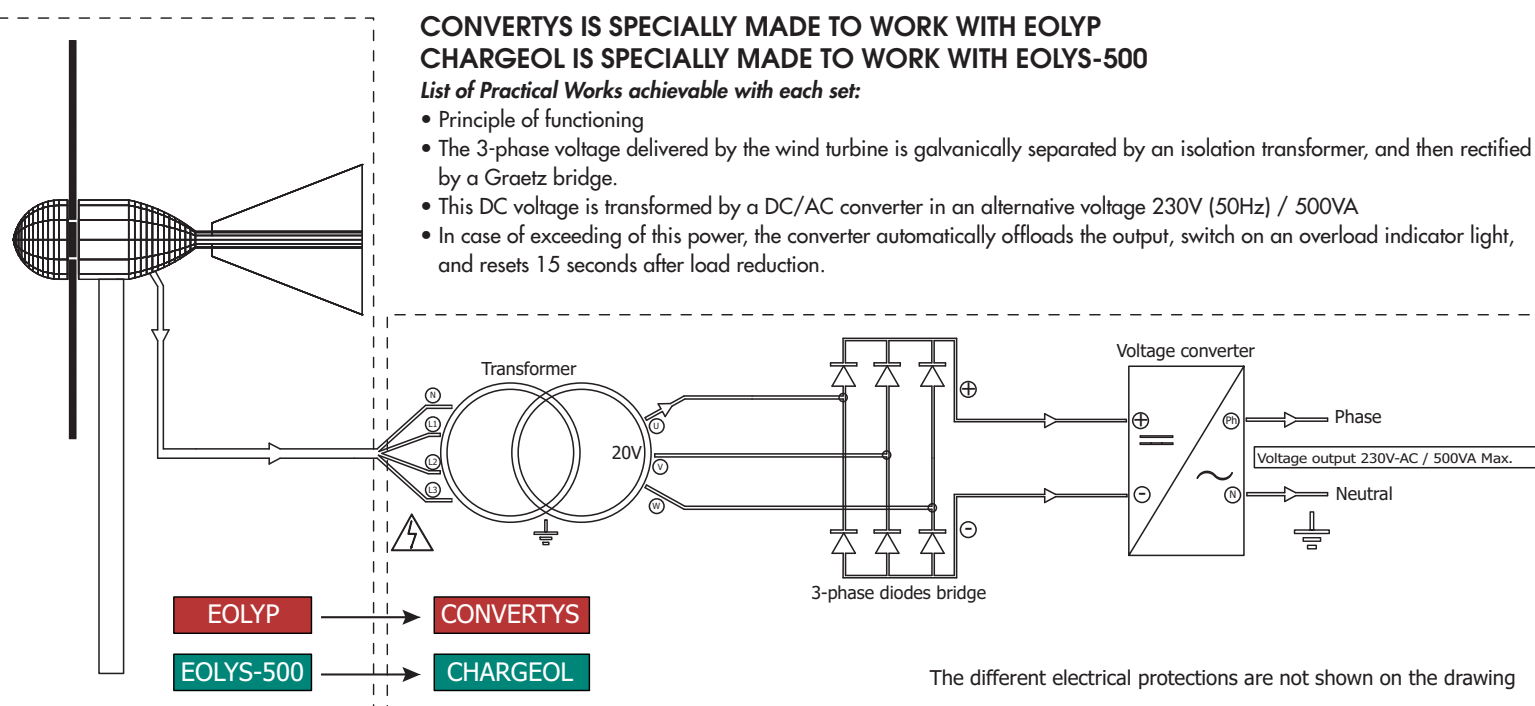 CONVERTYS IS SPECIALLY MADE TO WORK WITH EOLYP
CHARGEOL IS SPECIALLY MADE TO WORK WITH EOLYS-500
List of Practical Works achievable with each set:
• Principle of functioning
• The 3-phase voltage delivered by the wind turbine is galvanically separated by an isolation transformer, and then rectified
by a Graetz bridge.
• This DC voltage is transformed by a DC/AC converter in an alternative voltage 230V (50Hz) / 500VA
• In case of exceeding of this power, the converter automatically offloads the output, switch on an overload indicator light,
and resets 15 seconds after load reduction.
Transformer
N
L1
L2
L3
20V
U
V
W
+
-
3-phase diodes bridge
Voltage converter
+
-
Ph
N
Phase
Voltage output 230V-AC / 500VA Max.
Neutral
EOLYP
CONVERTYS
EOLYS-500
CHARGEOL
The different electrical protections are not shown on the drawing